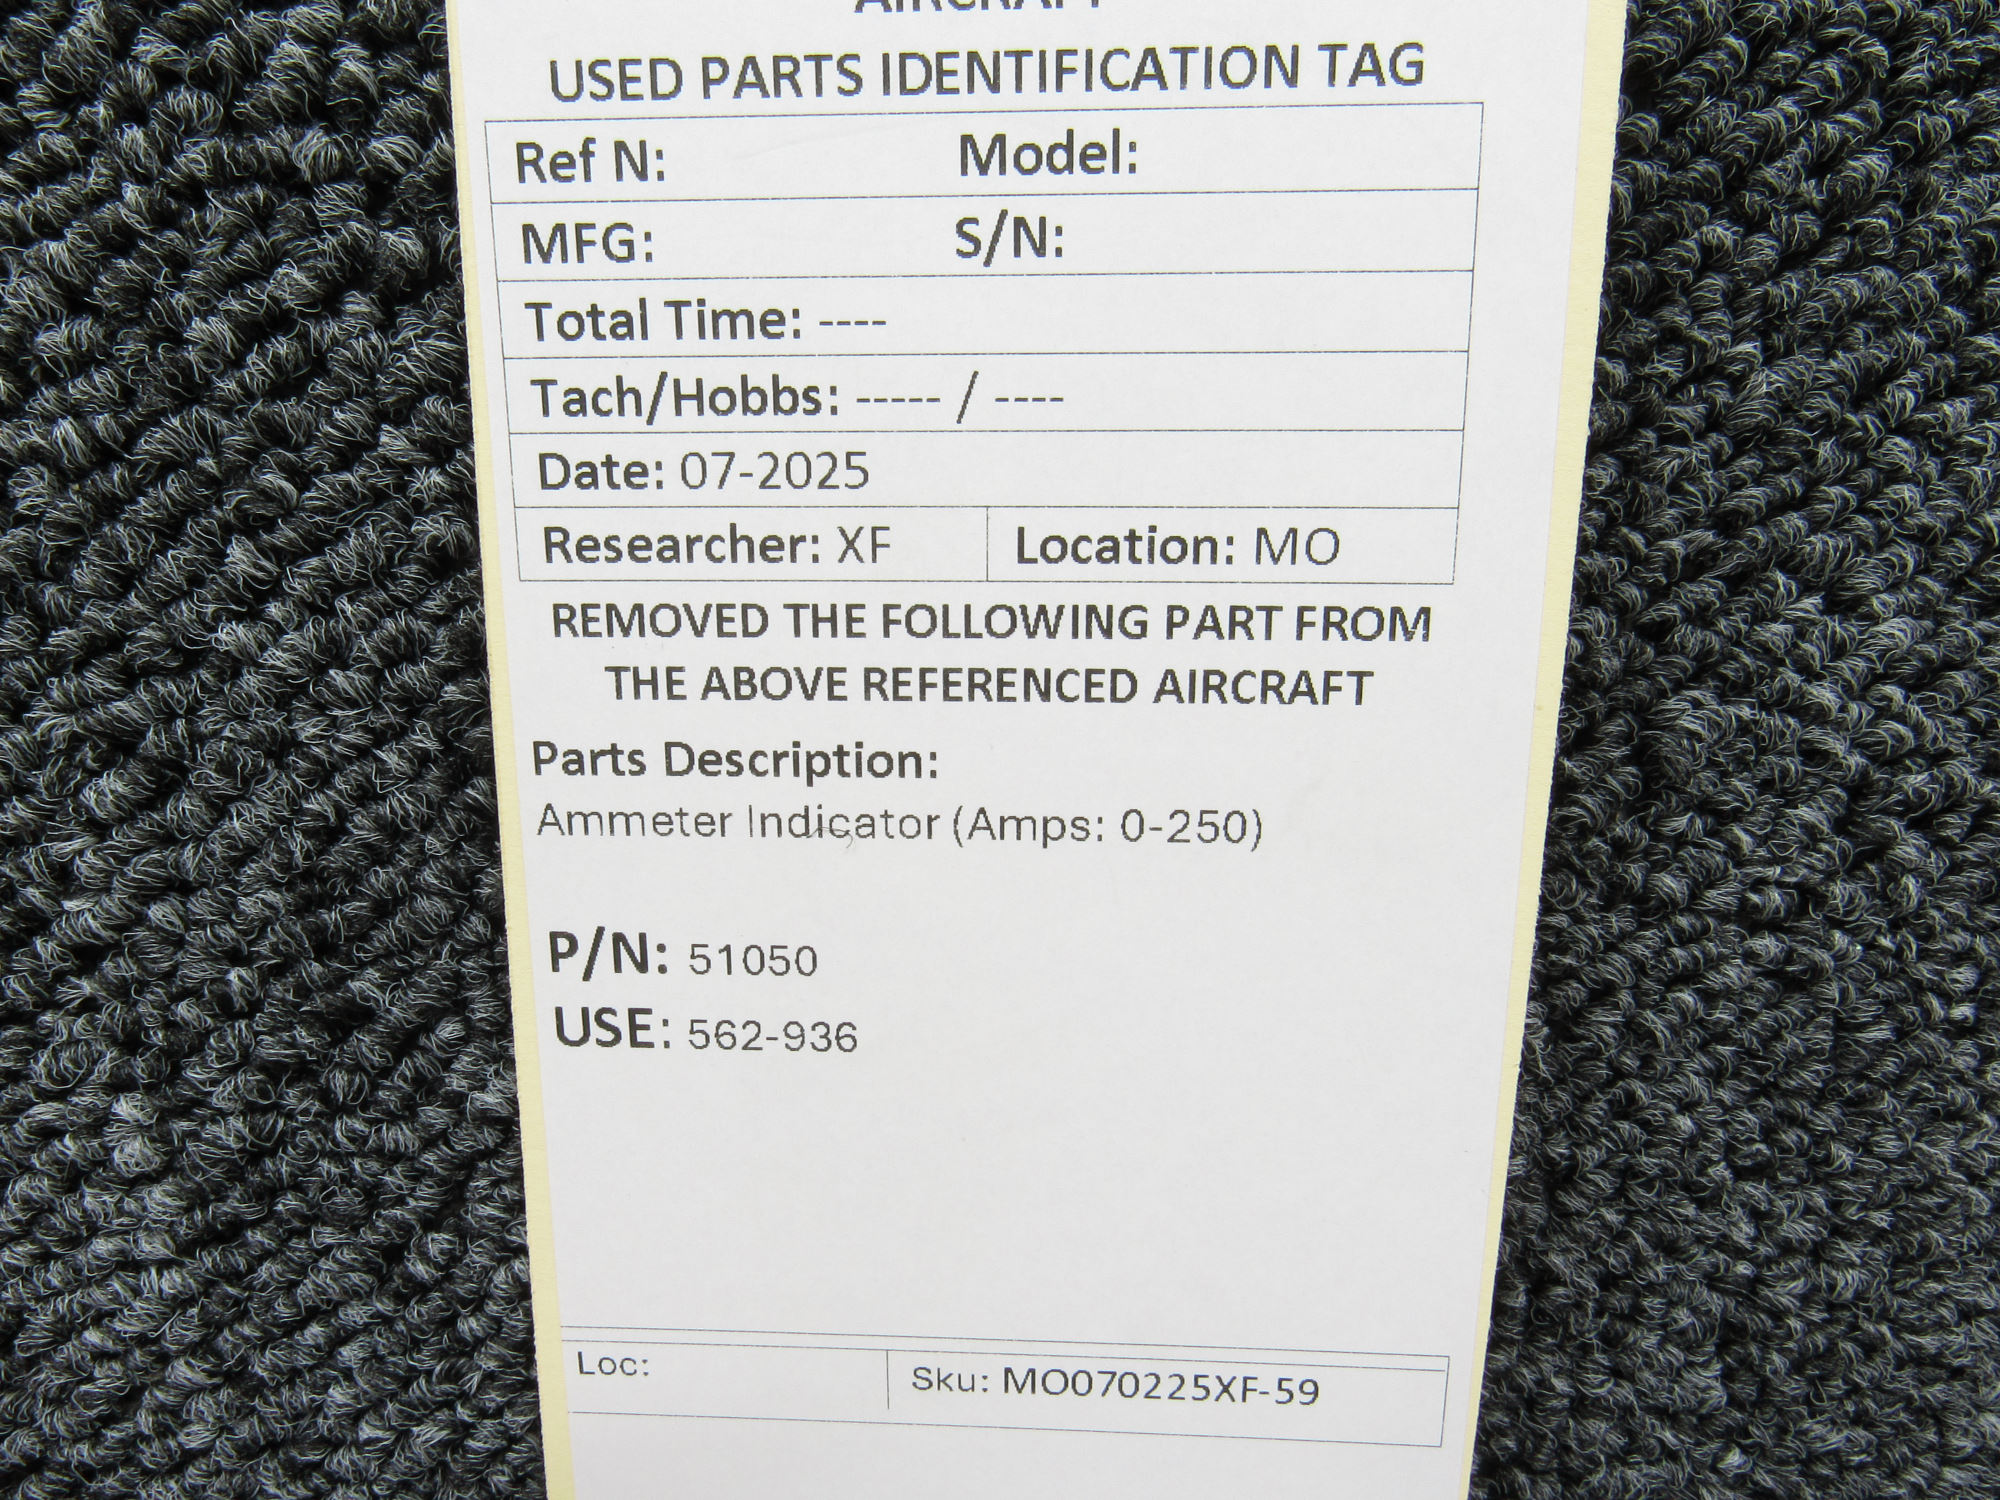 AIRCRAFT
USED PARTS IDENTIFICATION TAG
Ref N: Model:
MFG: S/N:
Total Time: ----
Tach/Hobbs: ----- / ----
Date: 07-2025
Researcher: XF Location: MO
REMOVED THE FOLLOWING PART FROM
THE ABOVE REFERENCED AIRCRAFT
Parts Description:
Ammeter Indicator (Amps: 0-250)
P/N: 51050
USE: 562-936
Loc: Sku: MO070225XF-59